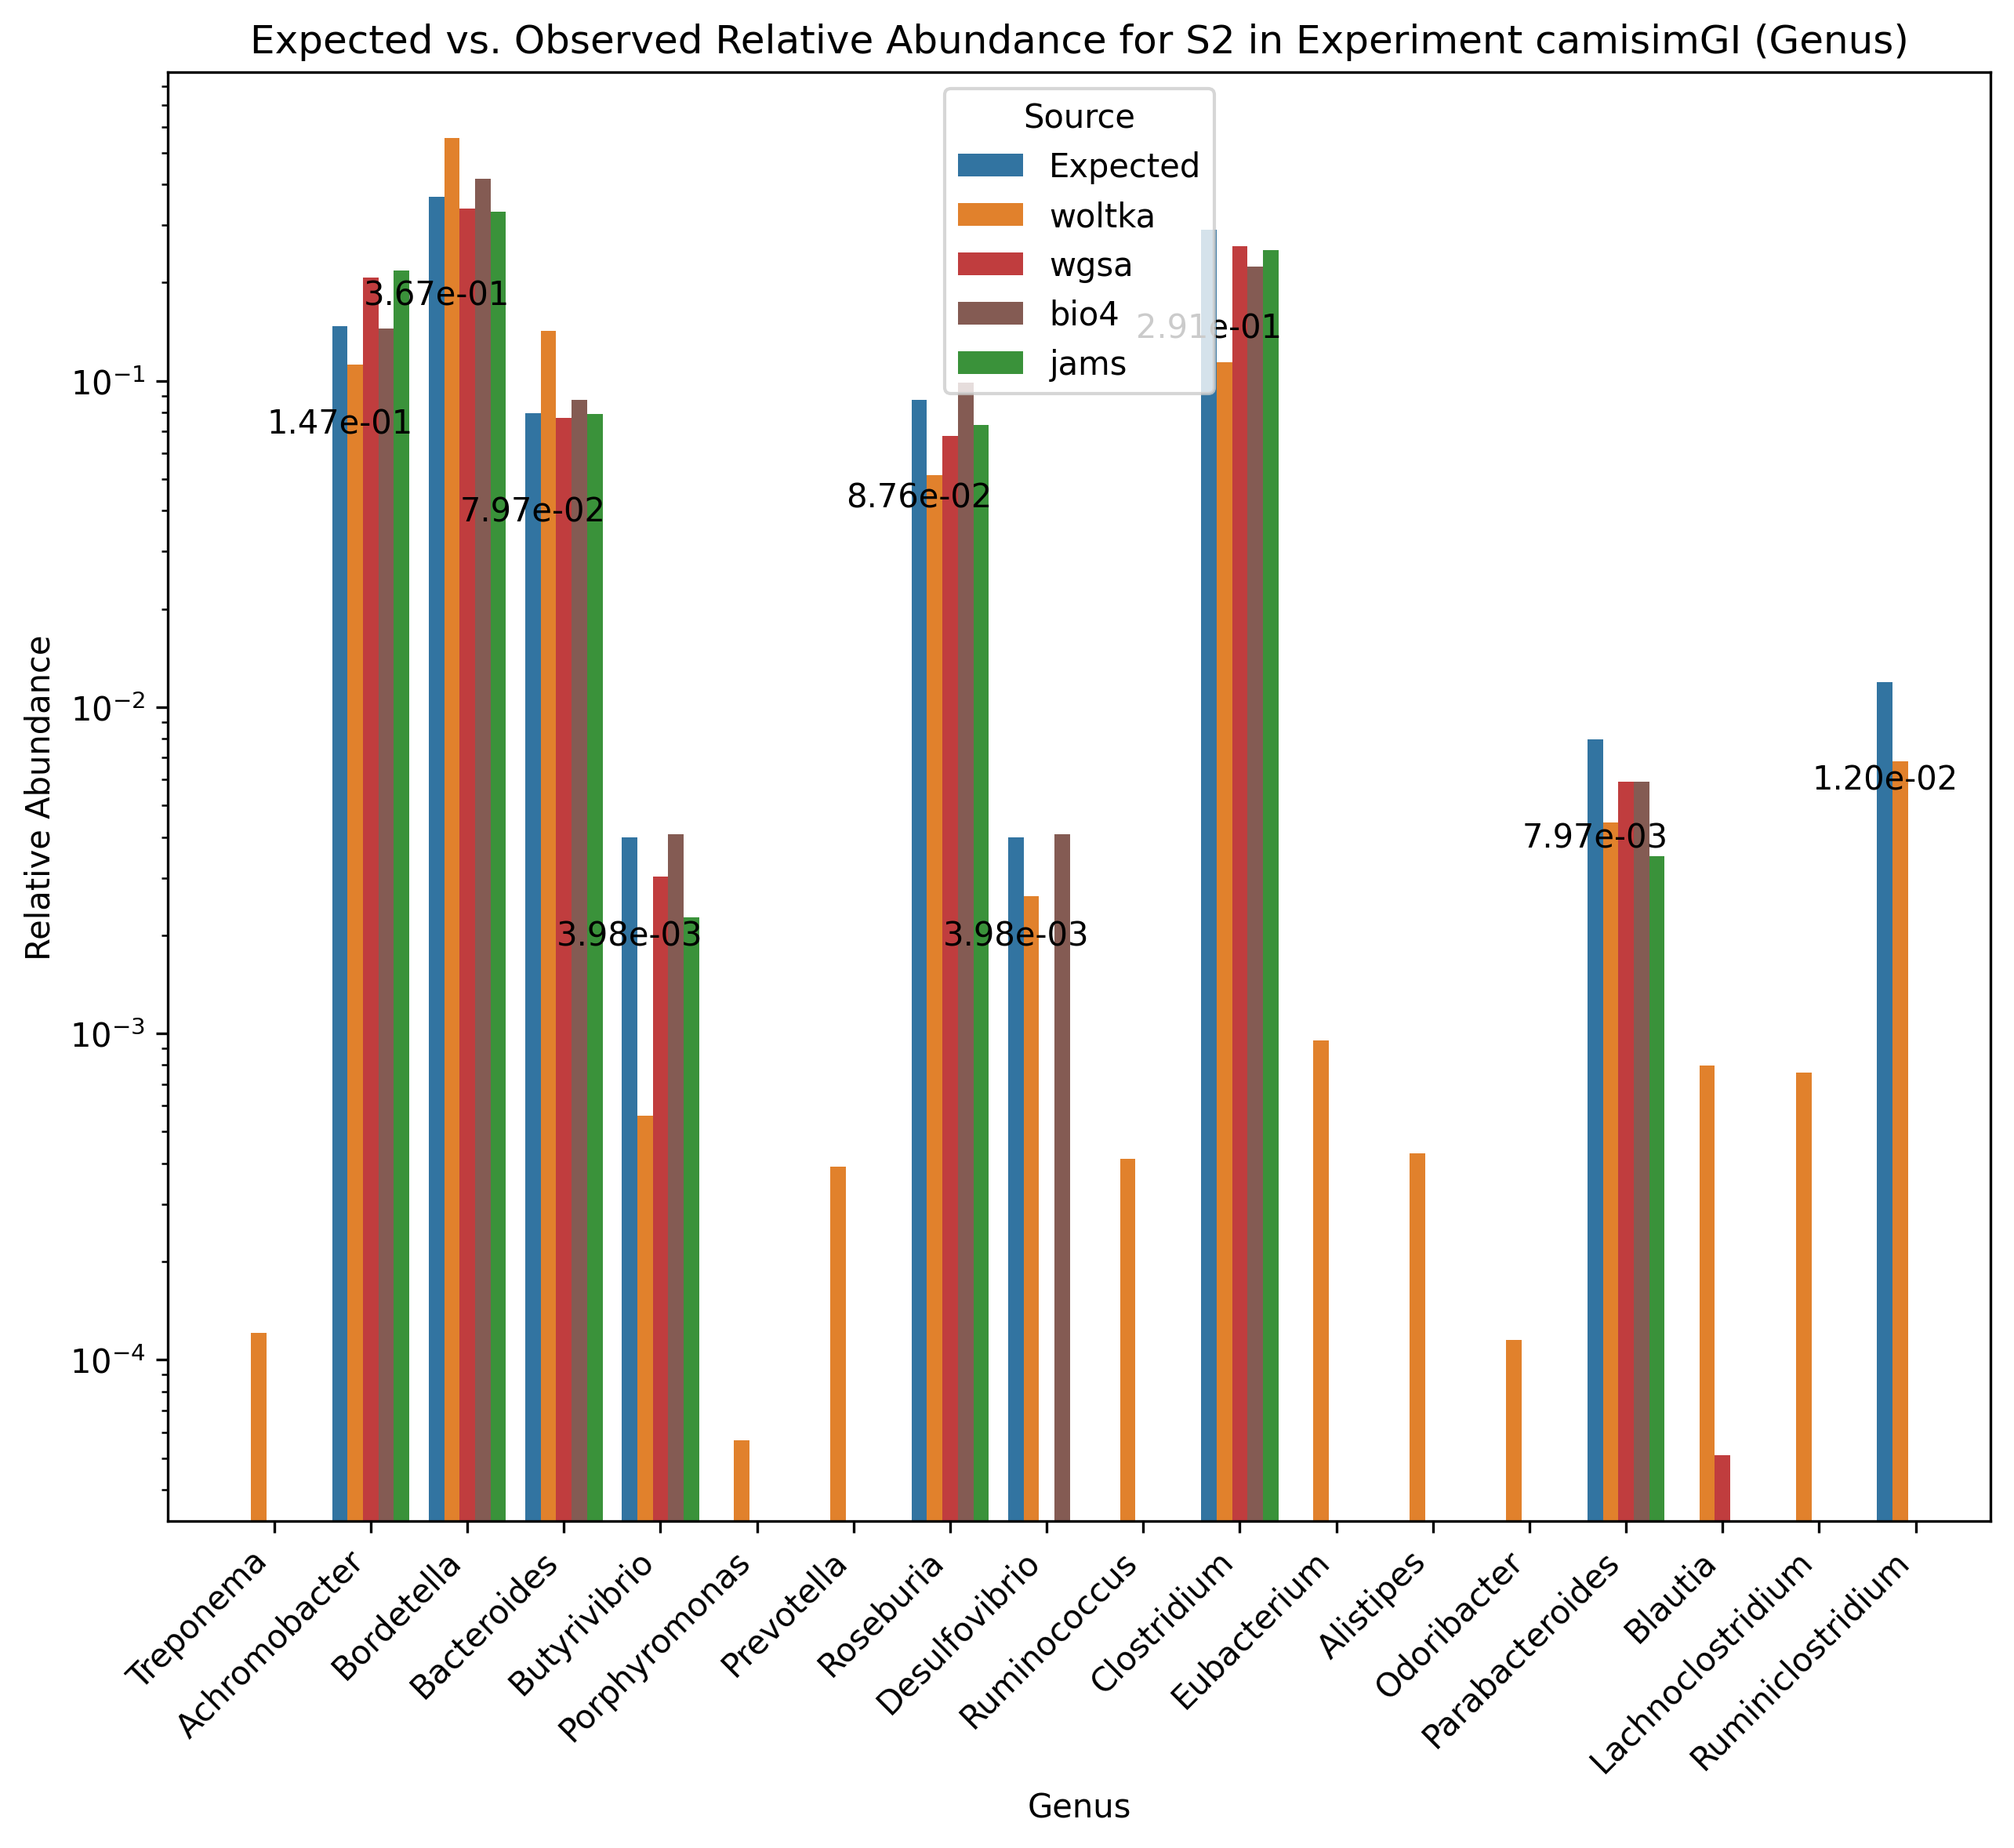 Expected vs. Observed Relative Abundance for S2 in Experiment camisimGI (Genus)
Source
Expected
woltka
wgsa
bio4
jams
3.67e-01
2.91e-01
1.47e-01
8.76e-02
7.97e-02
1.20e-02
7.97e-03
3.98e-03
3.98e-03
10⁻¹
10⁻²
10⁻³
10⁻⁴
Relative Abundance
Treponema
Achromobacter
Bordetella
Bacteroides
Butyrivibrio
Porphyromonas
Prevotella
Roseburia
Desulfovibrio
Ruminococcus
Clostridium
Eubacterium
Alistipes
Odoribacter
Parabacteroides
Blautia
Lachnoclostridium
Ruminiclostridium
Genus